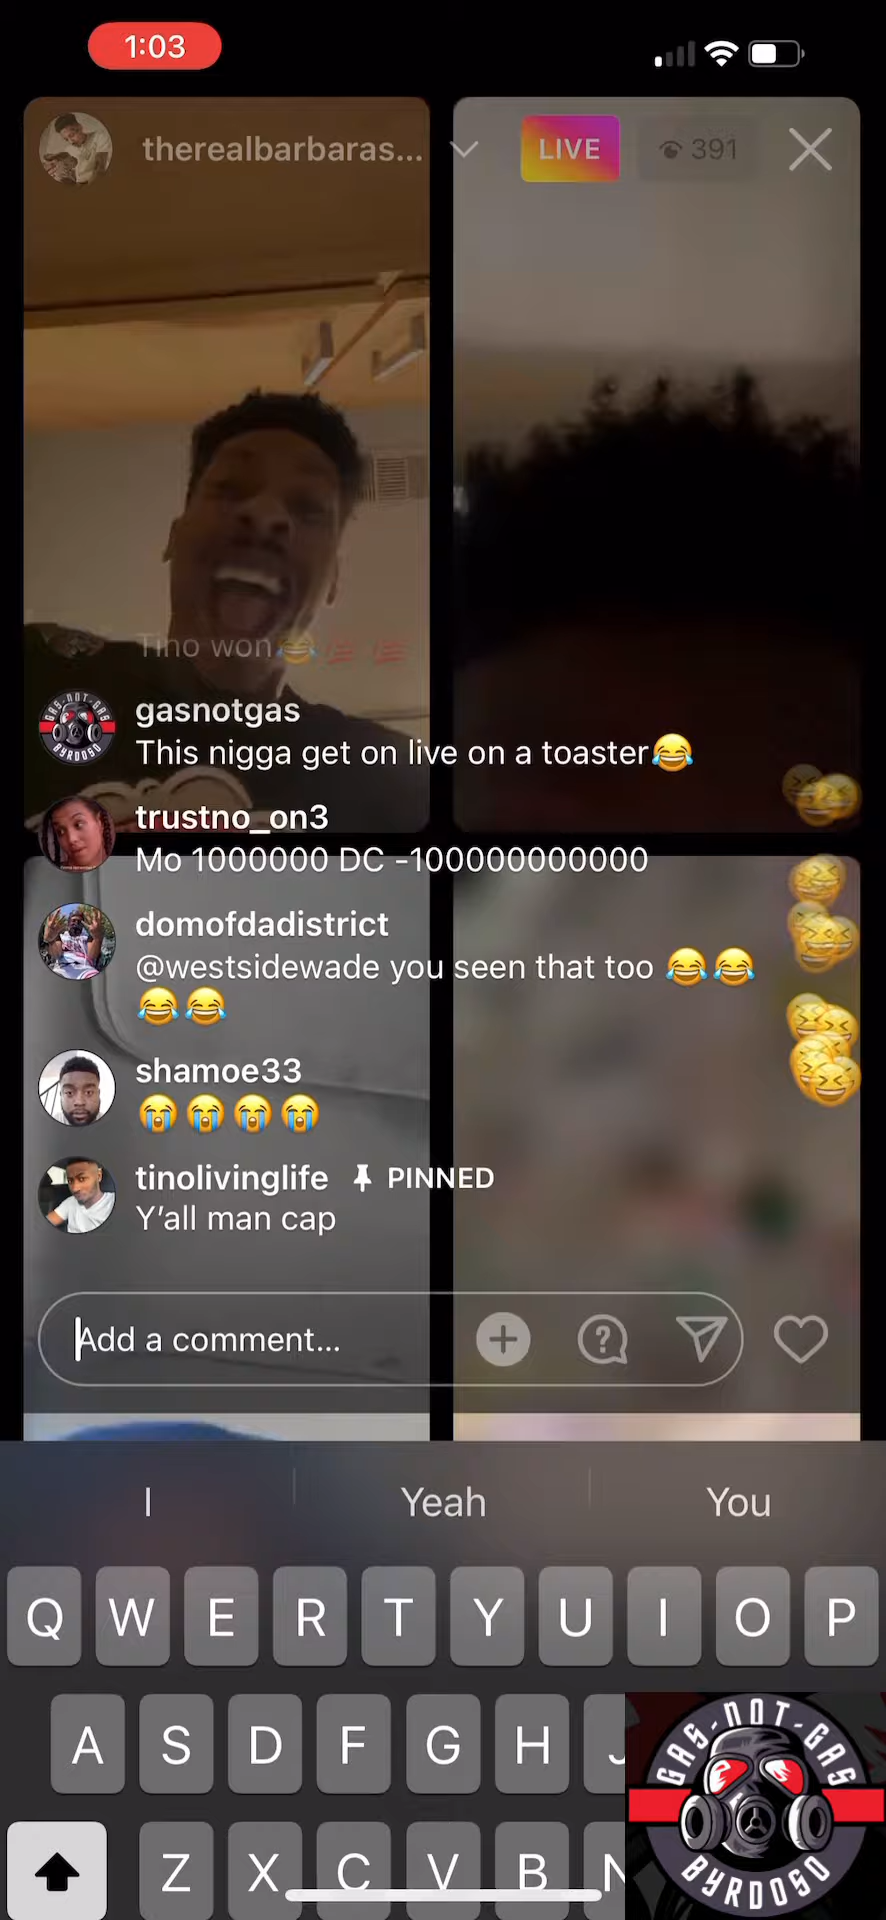 1:03
therealbarbaras...
LIVE
391
Tino won😂💯💯
gasnotgas
This nigga get on live on a toaster😂
trustno_on3
Mo 1000000 DC -100000000000
domofdadistrict
@westsidewade you seen that too 😂😂
😂😂
shamoe33
😭😭😭😭
tinolivinglife PINNED
Y’all man cap
Add a comment...
I Yeah You
Q W E R T Y U I O P
A S D F G H J
Z X C V B N
GAS-NOT-GAS
BYRDOSO